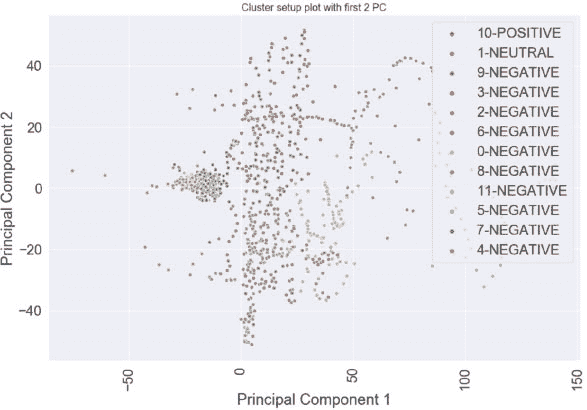 Cluster setup plot with first 2 PC
10-POSITIVE
1-NEUTRAL
9-NEGATIVE
3-NEGATIVE
2-NEGATIVE
6-NEGATIVE
0-NEGATIVE
8-NEGATIVE
11-NEGATIVE
5-NEGATIVE
7-NEGATIVE
4-NEGATIVE
Principal Component 2
40
20
0
−20
−40
−50
0
50
100
150
Principal Component 1